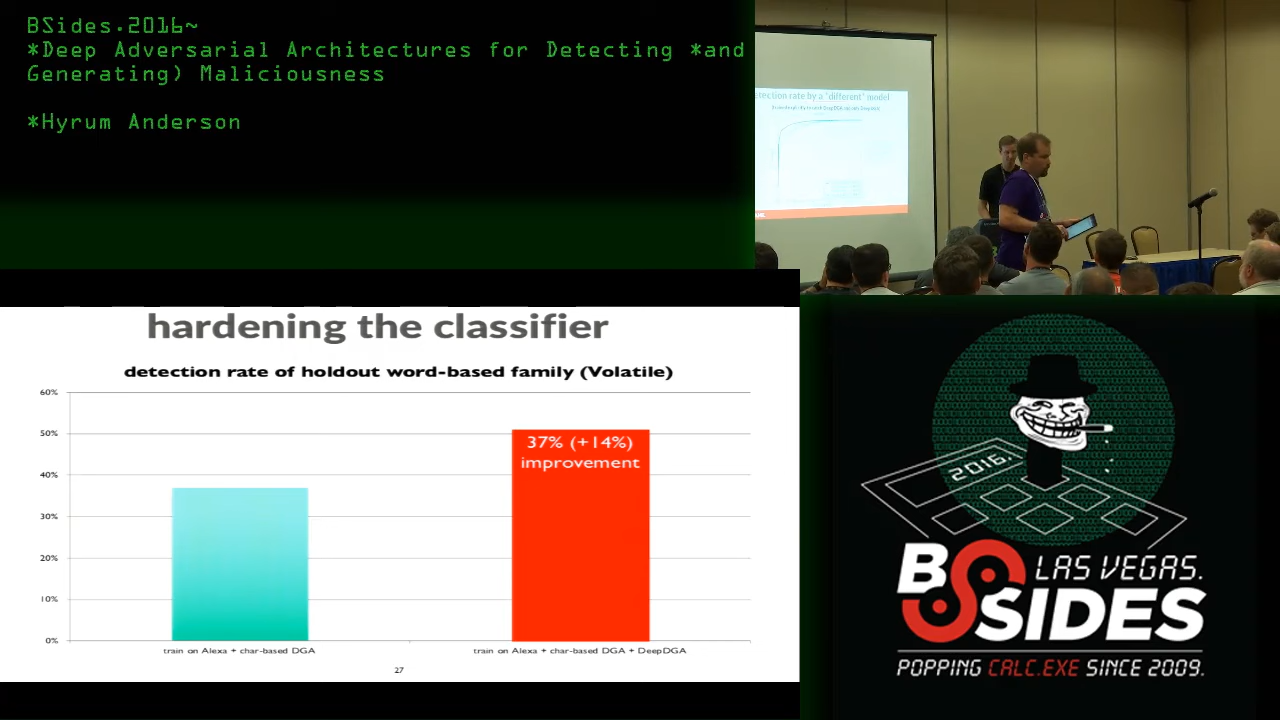 BSides.2016~
*Deep Adversarial Architectures for Detecting *and
Generating) Maliciousness
*Hyrum Anderson
etection rate by a "different" model
hardening the classifier
detection rate of holdout word-based family (Volatile)
60%
50%
40%
30%
20%
10%
0%
37% (+14%)
improvement
train on Alexa + char-based DGA
train on Alexa + char-based DGA + DeepDGA
27
2016.
BSIDES
LAS VEGAS.
POPPING CALC.EXE SINCE 2009.